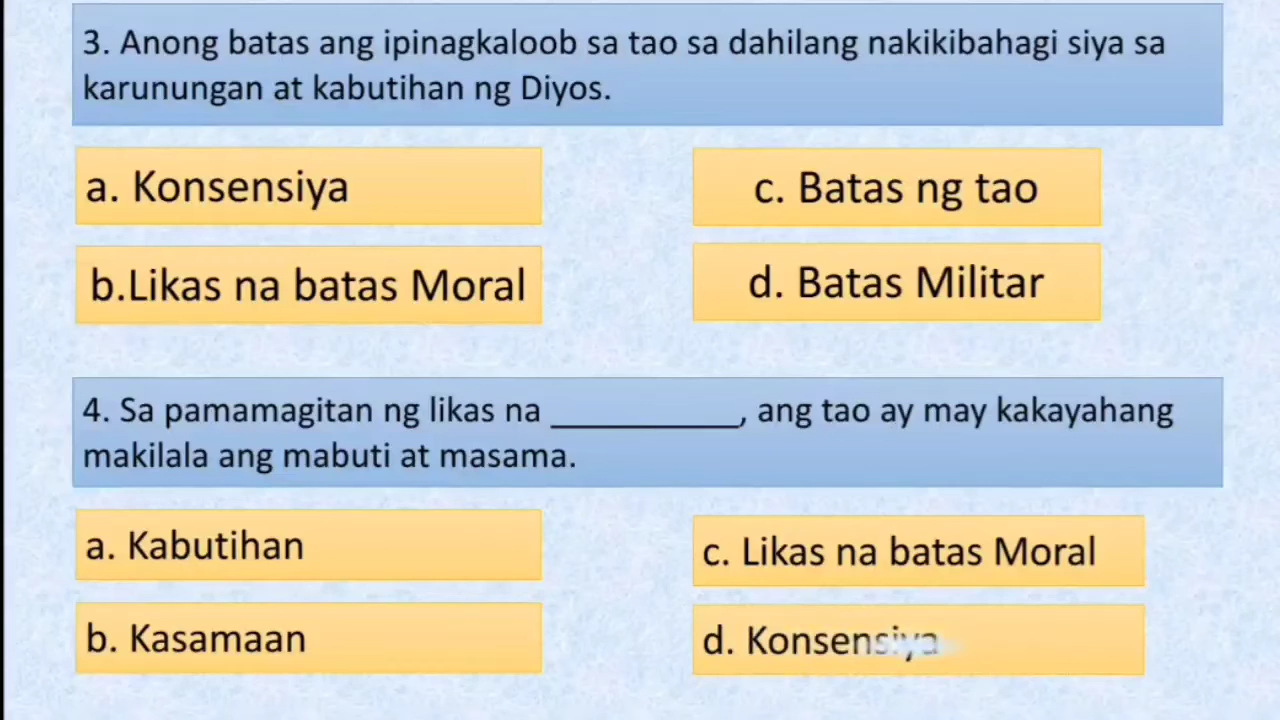 3. Anong batas ang ipinagkaloob sa tao sa dahilang nakikibahagi siya sa
karunungan at kabutihan ng Diyos.
a. Konsensiya
b.Likas na batas Moral
c. Batas ng tao
d. Batas Militar
4. Sa pamamagitan ng likas na __________, ang tao ay may kakayahang
makilala ang mabuti at masama.
a. Kabutihan
b. Kasamaan
c. Likas na batas Moral
d. Konsensiya